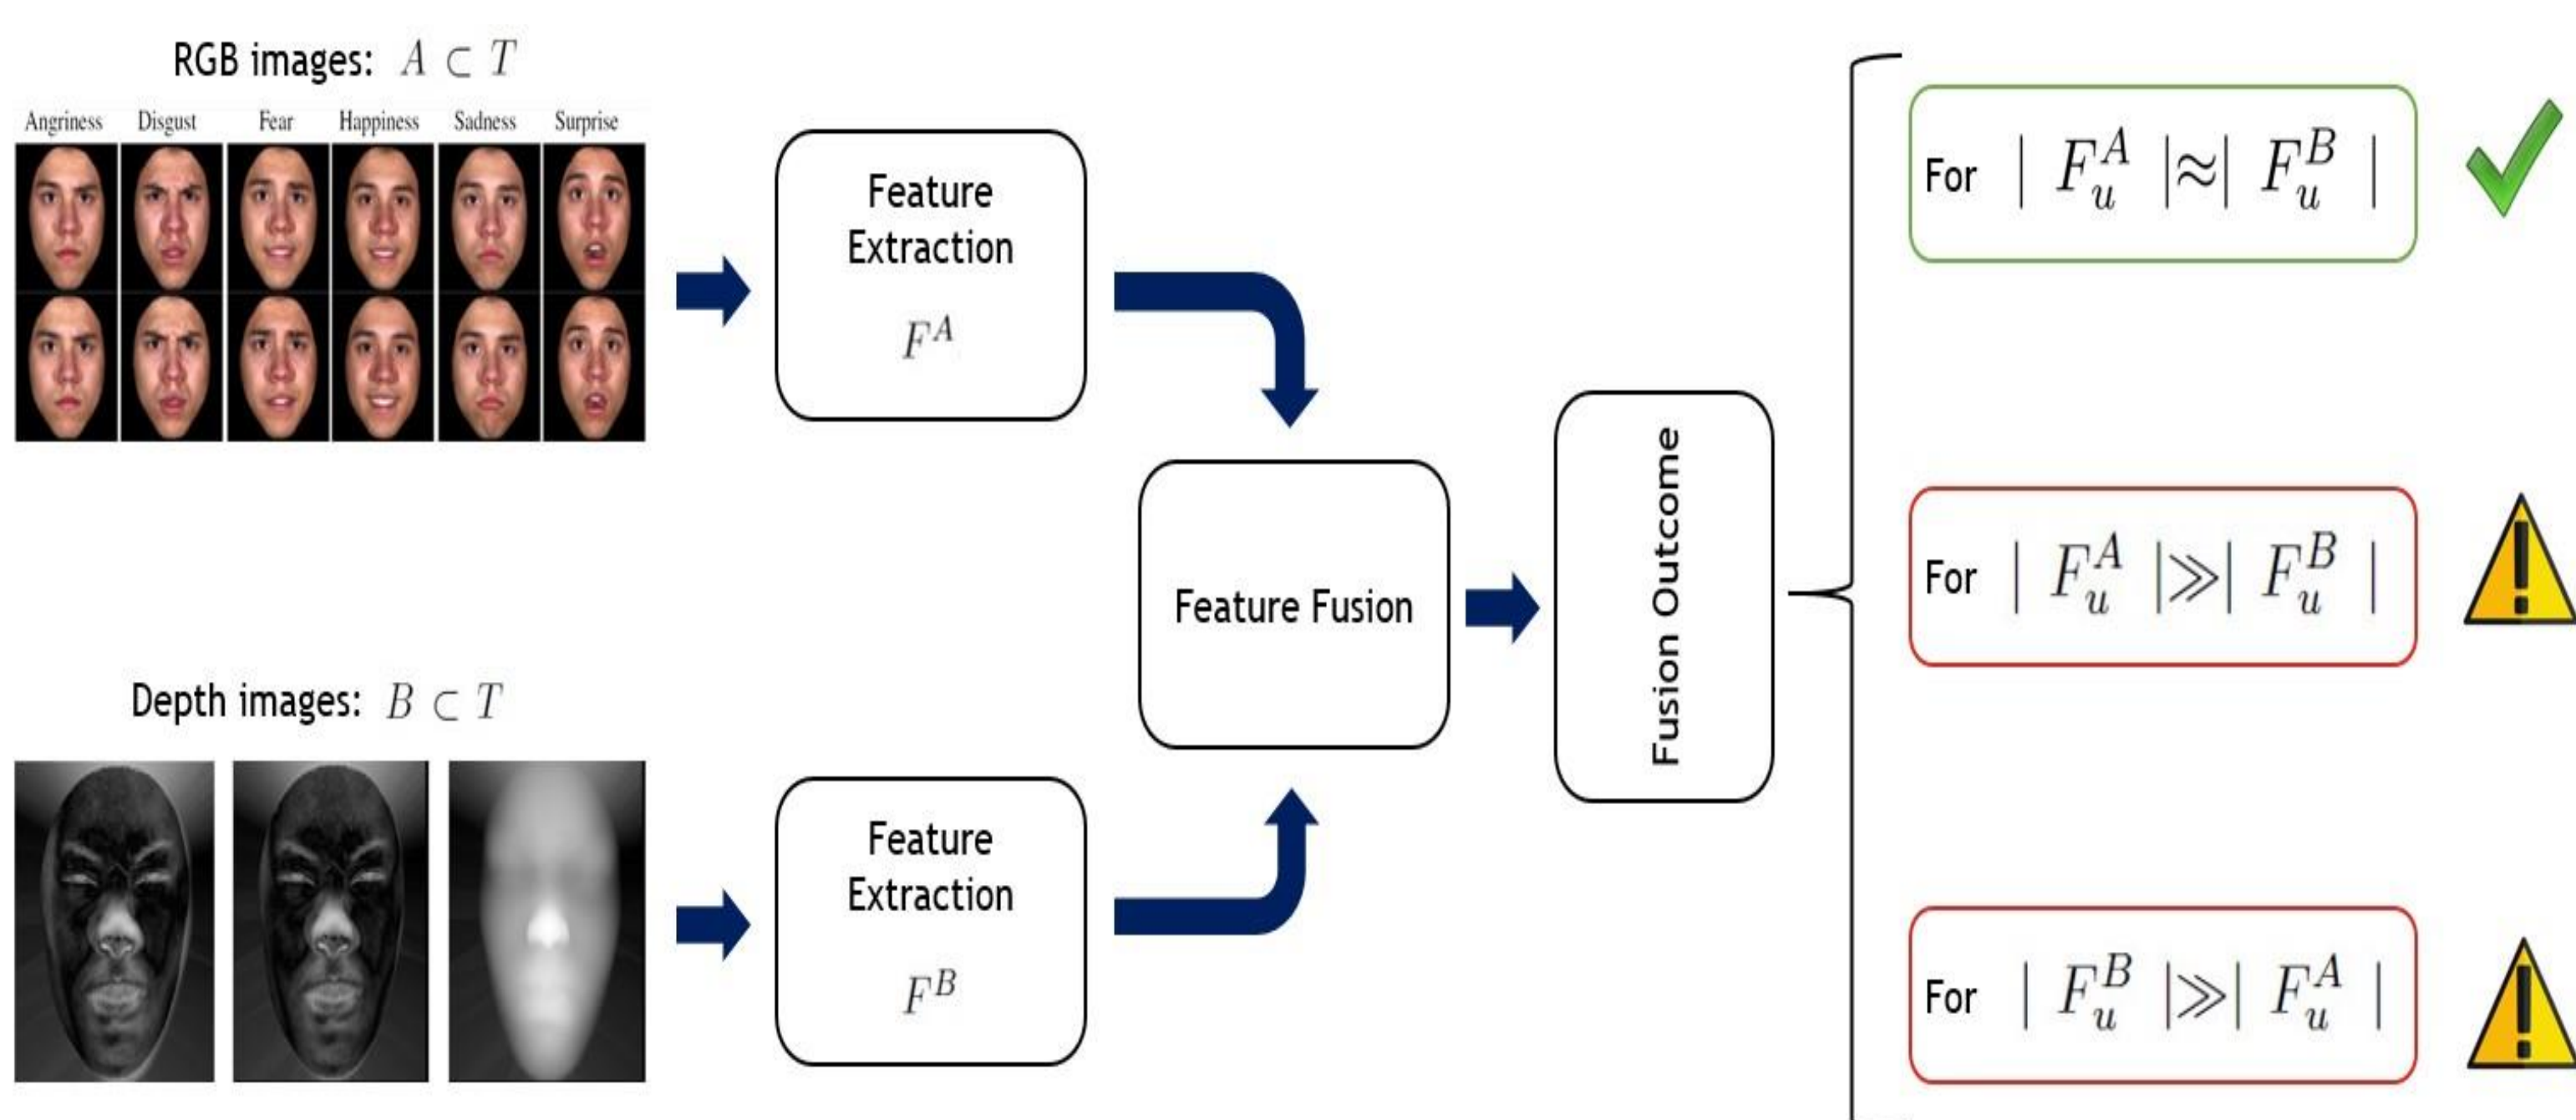 RGB images: A ⊂ T
Angriness Disgust Fear Happiness Sadness Surprise
Feature
Extraction
F^A
Depth images: B ⊂ T
Feature
Extraction
F^B
Feature Fusion
Fusion Outcome
For | F_u^A |≈| F_u^B |
For | F_u^A |≫| F_u^B |
For | F_u^B |≫| F_u^A |